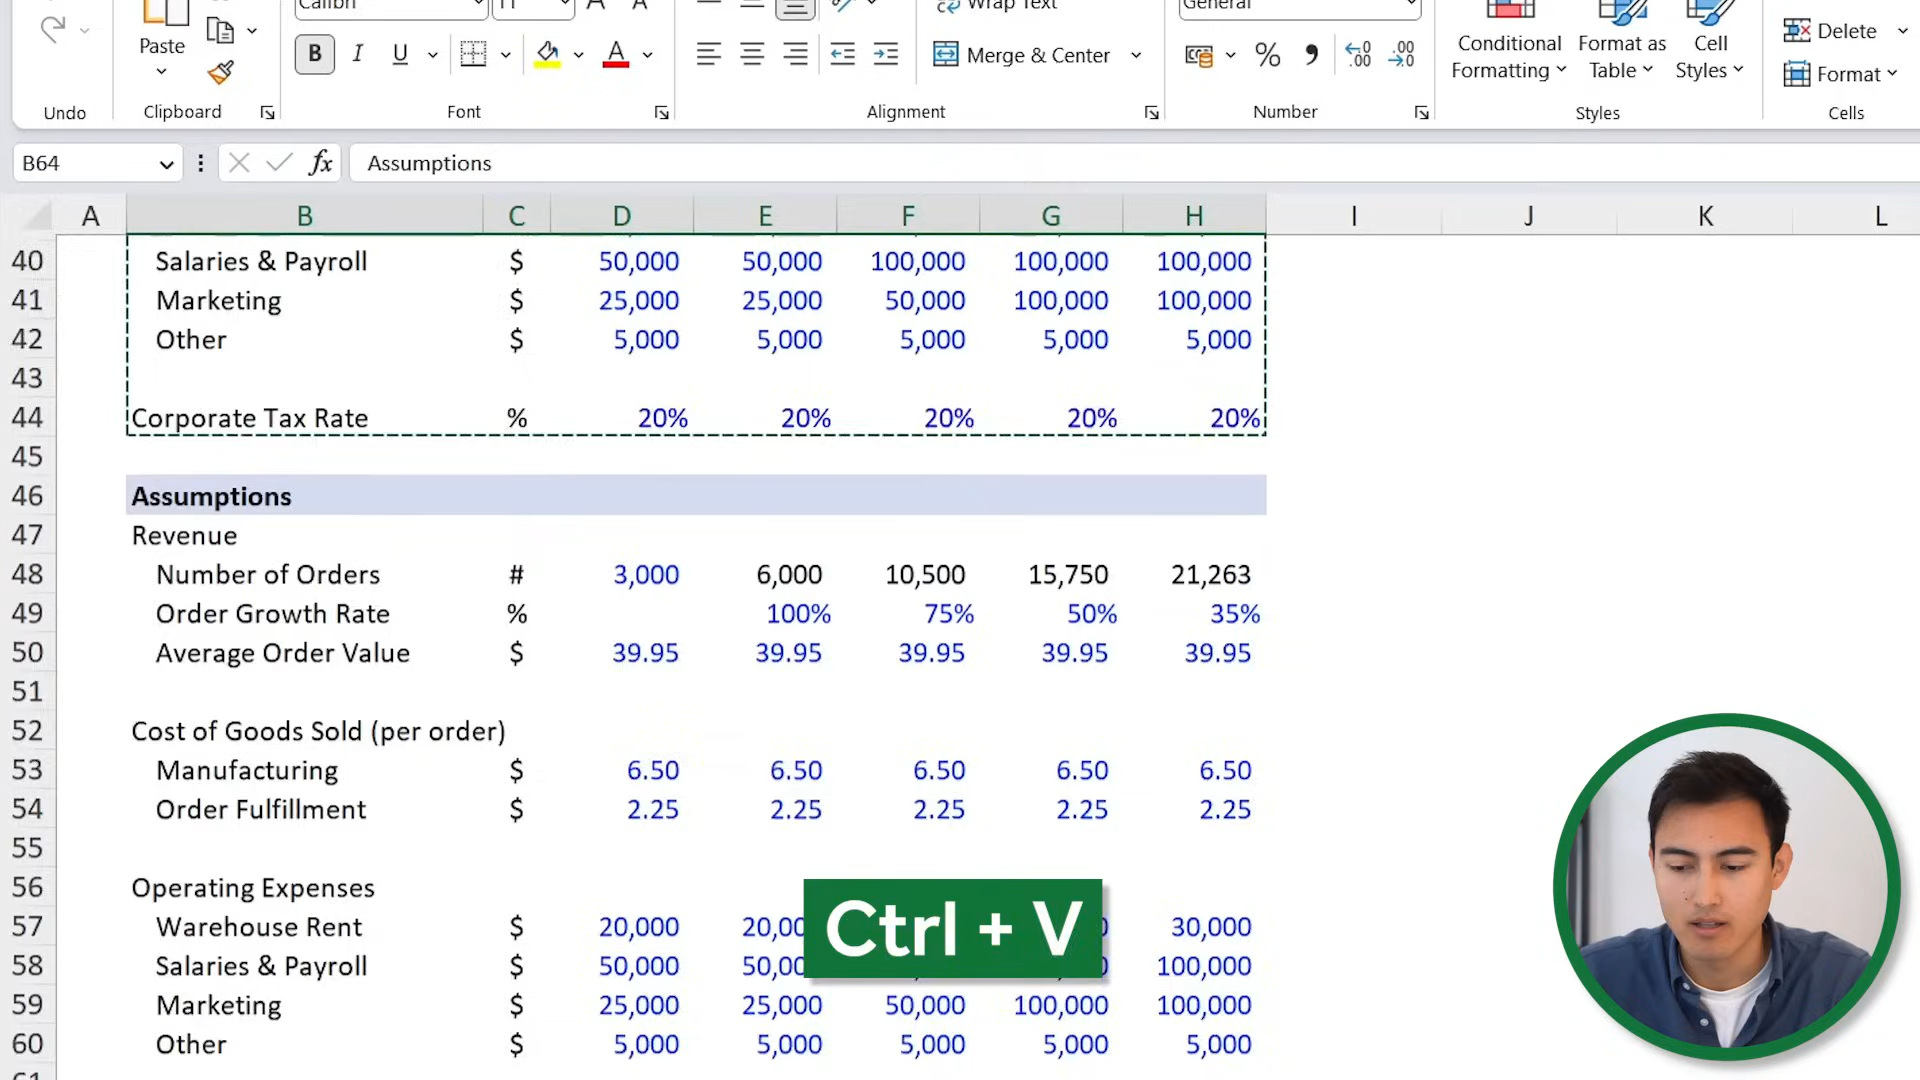 Calibri 11 Wrap Text General
Paste B I U A Merge & Center % Conditional Formatting Format as Table Cell Styles Delete
Format
Undo Clipboard Font Alignment Number Styles Cells
B64 fx Assumptions
A B C D E F G H I J K L
40 Salaries & Payroll $ 50,000 50,000 100,000 100,000 100,000
41 Marketing $ 25,000 25,000 50,000 100,000 100,000
42 Other $ 5,000 5,000 5,000 5,000 5,000
43
44 Corporate Tax Rate % 20% 20% 20% 20% 20%
45
46 Assumptions
47 Revenue
48 Number of Orders # 3,000 6,000 10,500 15,750 21,263
49 Order Growth Rate % 100% 75% 50% 35%
50 Average Order Value $ 39.95 39.95 39.95 39.95 39.95
51
52 Cost of Goods Sold (per order)
53 Manufacturing $ 6.50 6.50 6.50 6.50 6.50
54 Order Fulfillment $ 2.25 2.25 2.25 2.25 2.25
55
56 Operating Expenses
57 Warehouse Rent $ 20,000 30,000
Ctrl + V
58 Salaries & Payroll $ 50,000 100,000
59 Marketing $ 25,000 25,000 50,000 100,000 100,000
60 Other $ 5,000 5,000 5,000 5,000 5,000
61